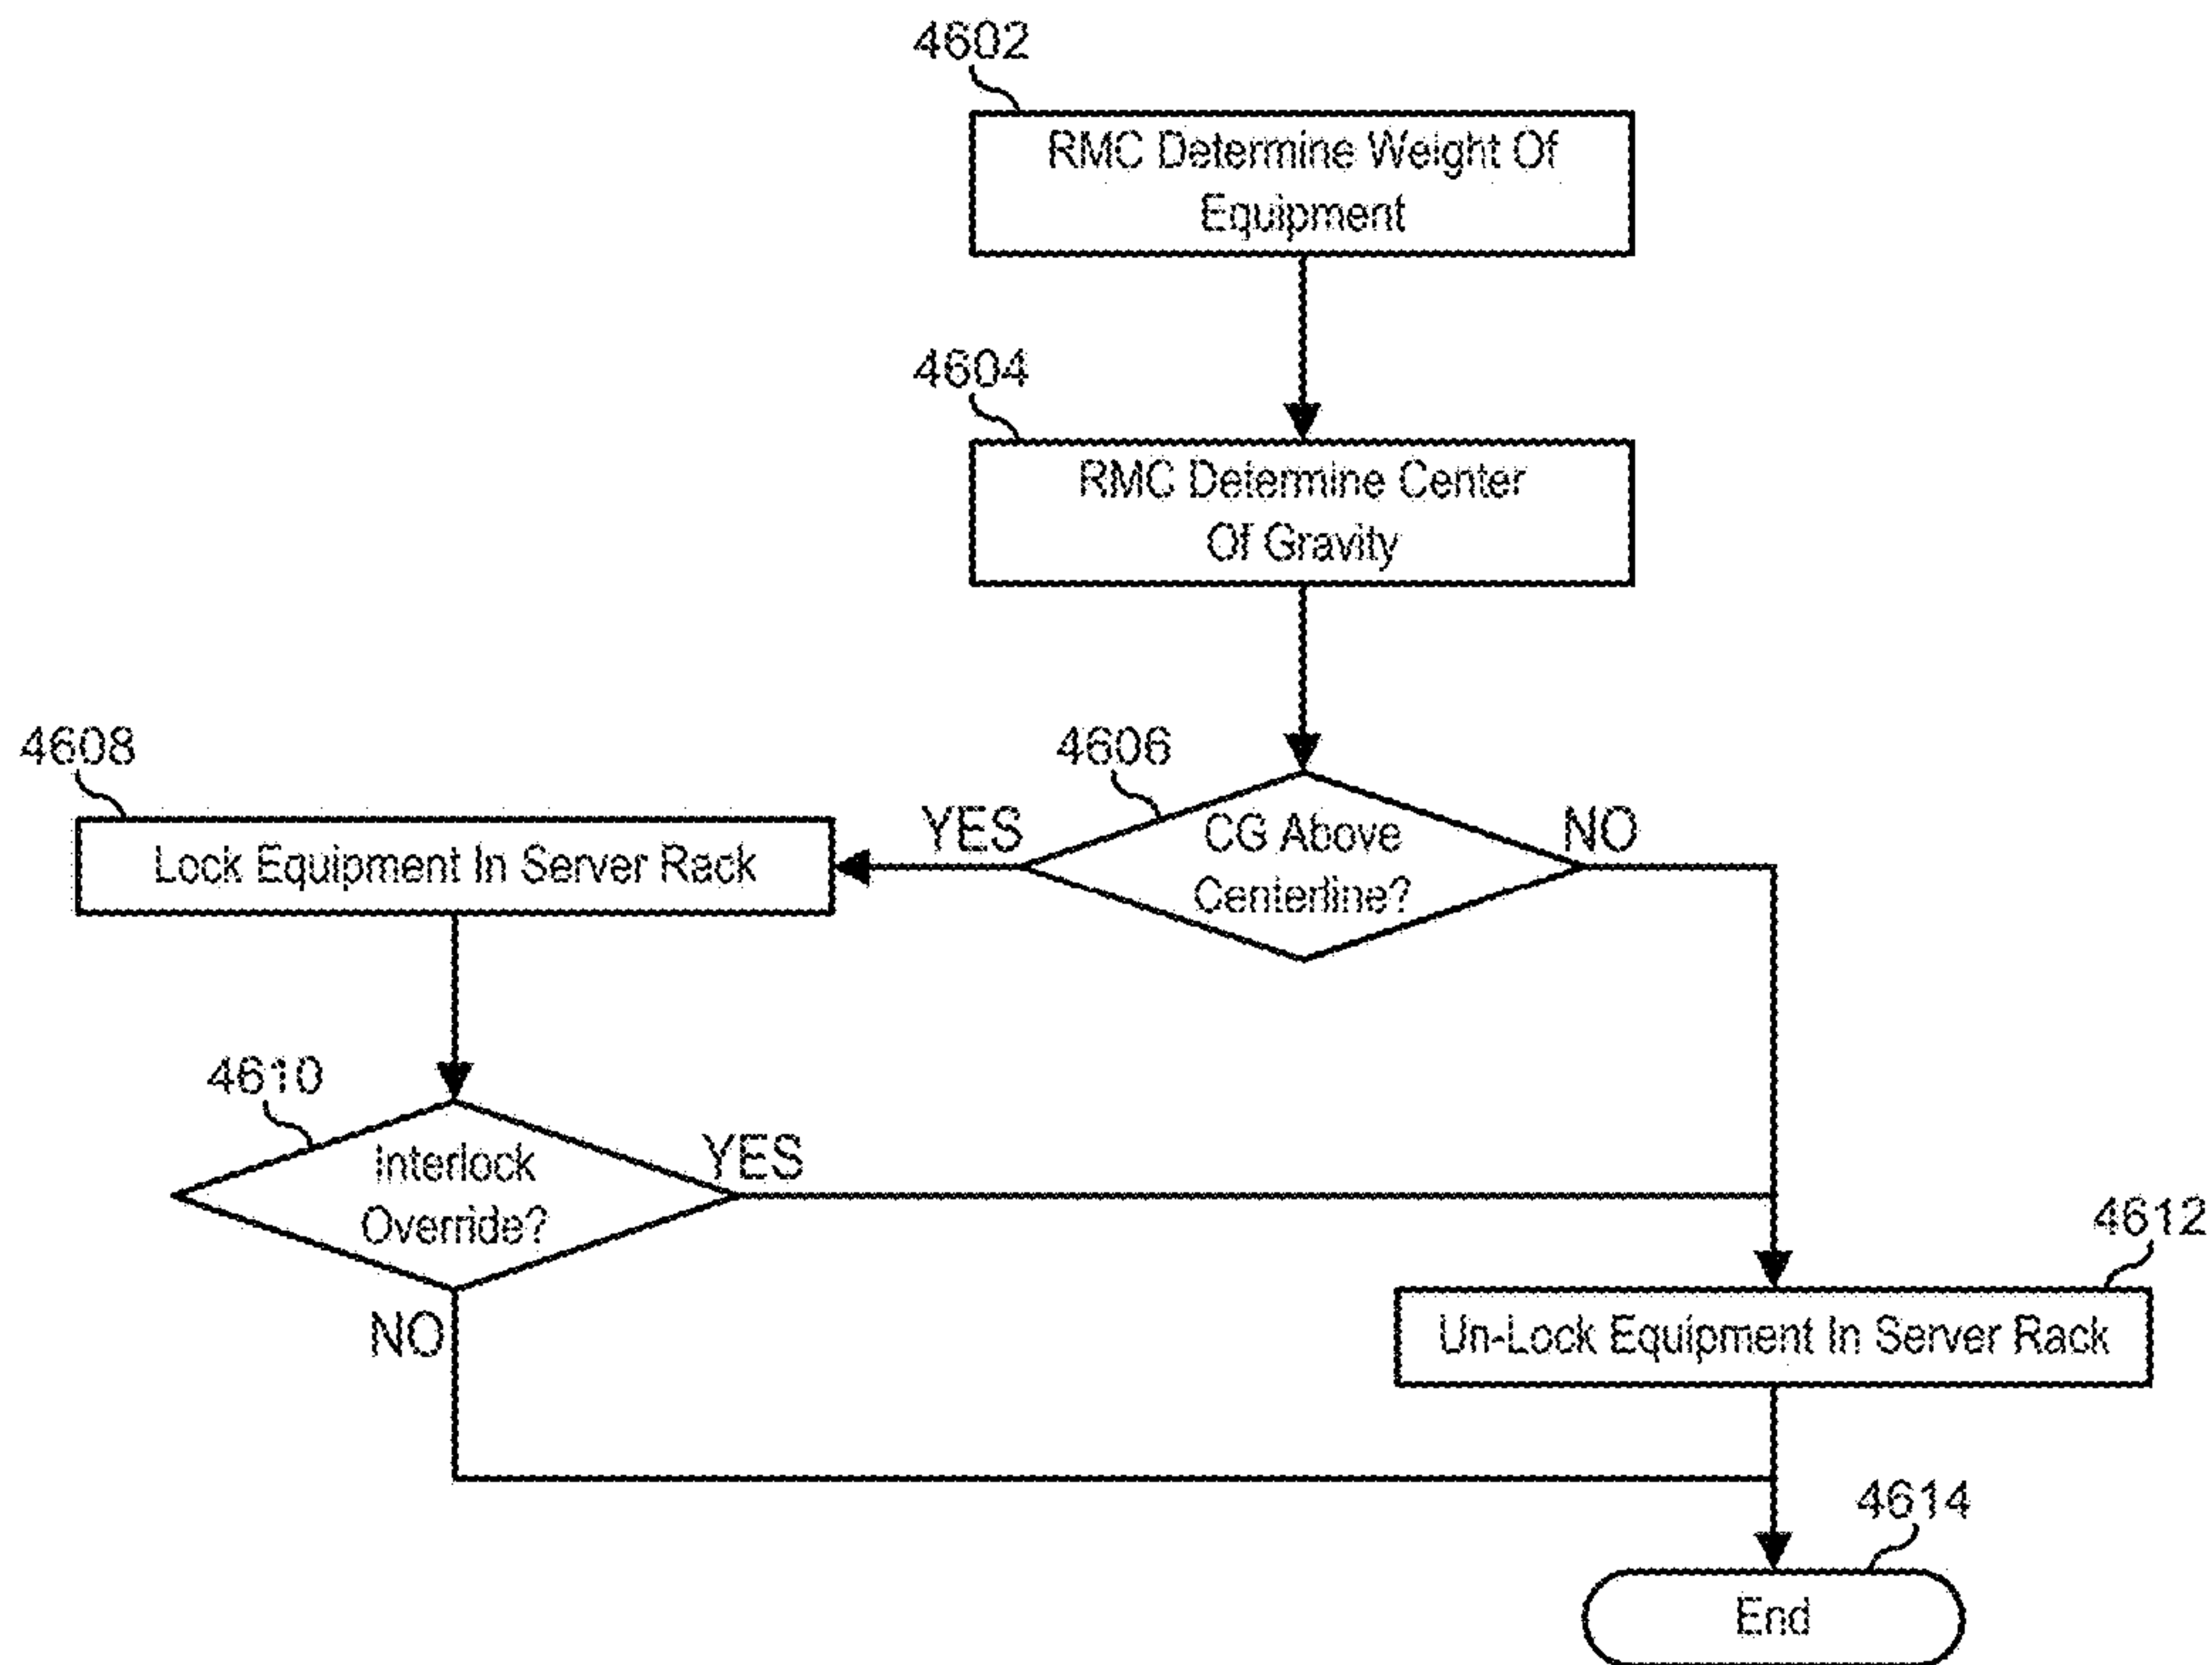 4602
RMC Determine Weight Of
Equipment
4604
RMC Determine Center
Of Gravity
4608
4606
Lock Equipment In Server Rack
YES
CG Above
Centerline?
NO
4610
Interlock
Override?
YES
NO
4612
Un-Lock Equipment In Server Rack
4614
End